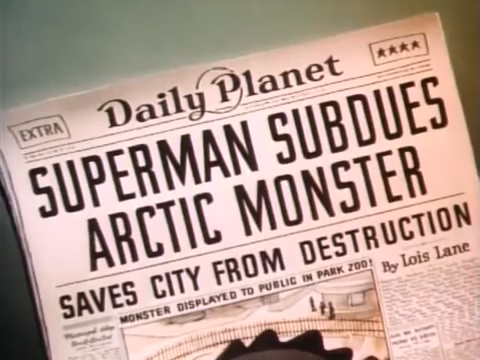 Daily Planet
EXTRA
★★★★
SUPERMAN SUBDUES
ARCTIC MONSTER
SAVES CITY FROM DESTRUCTION
MONSTER DISPLAYED TO PUBLIC IN PARK ZOO!
By Lois Lane